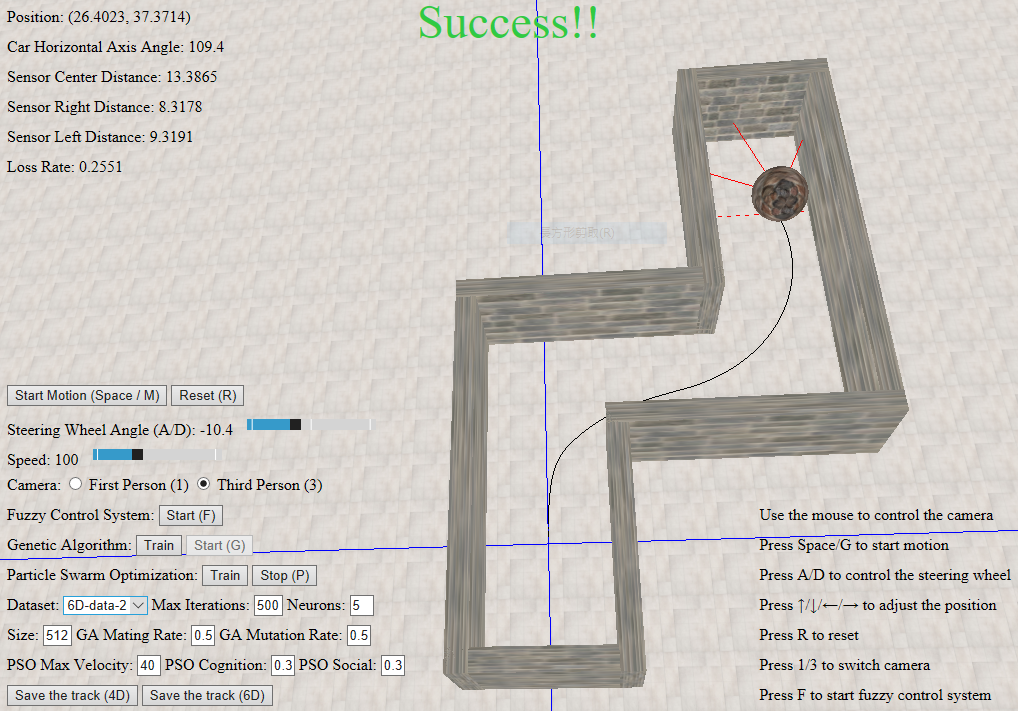 Success!!
Position: (26.4023, 37.3714)
Car Horizontal Axis Angle: 109.4
Sensor Center Distance: 13.3865
Sensor Right Distance: 8.3178
Sensor Left Distance: 9.3191
Loss Rate: 0.2551
Start Motion (Space / M) Reset (R)
Steering Wheel Angle (A/D): -10.4
Speed: 100
Camera: First Person (1) Third Person (3)
Fuzzy Control System: Start (F)
Genetic Algorithm: Train Start (G)
Particle Swarm Optimization: Train Stop (P)
Dataset: 6D-data-2 Max Iterations: 500 Neurons: 5
Size: 512 GA Mating Rate: 0.5 GA Mutation Rate: 0.5
PSO Max Velocity: 40 PSO Cognition: 0.3 PSO Social: 0.3
Save the track (4D) Save the track (6D)
Use the mouse to control the camera
Press Space/G to start motion
Press A/D to control the steering wheel
Press ↑/↓/←/→ to adjust the position
Press R to reset
Press 1/3 to switch camera
Press F to start fuzzy control system